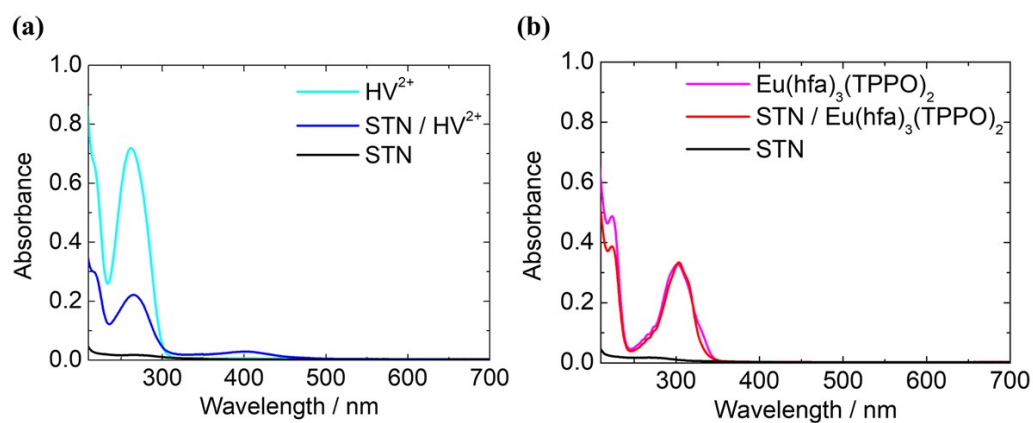 (a)
1.0
0.8
0.6
0.4
0.2
0.0
Absorbance
HV²⁺
STN / HV²⁺
STN
300 400 500 600 700
Wavelength / nm
(b)
1.0
0.8
0.6
0.4
0.2
0.0
Absorbance
Eu(hfa)₃(TPPO)₂
STN / Eu(hfa)₃(TPPO)₂
STN
300 400 500 600 700
Wavelength / nm